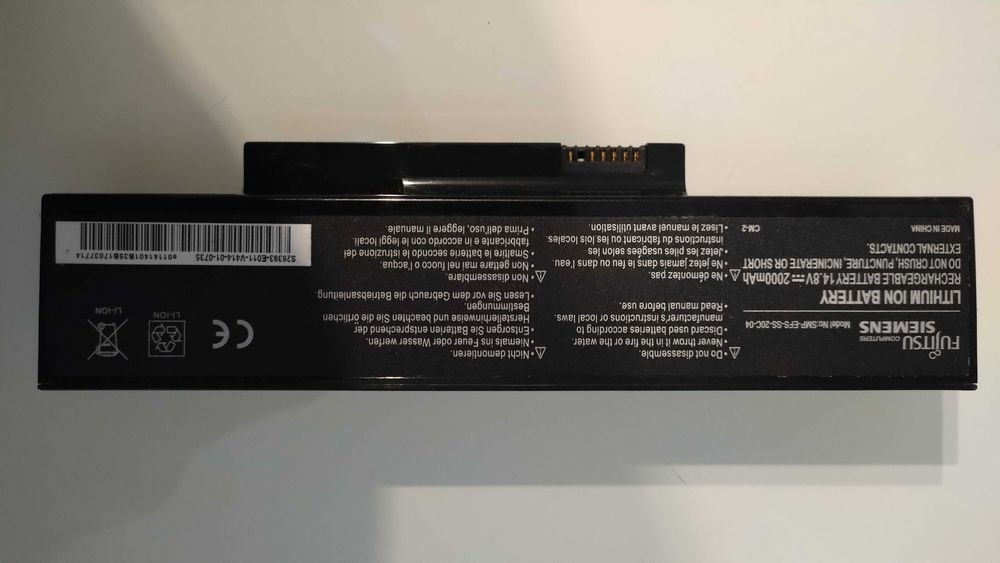 FUJITSU COMPUTERS
SIEMENS
Model No:SMP-EFS-SS-20C-04
LITHIUM ION BATTERY
RECHARGEABLE BATTERY 14.8V 2000mAh
DO NOT CRUSH, PUNCTURE, INCINERATE OR SHORT
EXTERNAL CONTACTS.
MADE IN CHINA
CM-2
• Do not disassemble.
• Never throw it in the fire or the water.
• Discard used batteries according to
manufacturer's instructions or local laws.
• Read manual before use.
• Ne démontez pas.
• Ne jetez jamais dans le feu ou dans l'eau.
• Jetez les piles usagées selon les
instructions du fabricant ou les lois locales
• Lisez le manuel avant utilisation.
• Nicht demonitieren.
• Niemals ins Feuer oder Wasser werfen.
• Entsorgen Sie Batterien entsprechend der
Herstellerhinweise und beachten Sie die örtlichen
Bestimmungen.
• Lesen Sie vor dem Gebrauch die Betriebsanleitung.
• Non disassemblare.
Non gettare mai nel fuoco o l'acqua.
• Smaltire le batterie secondo le istruzione del
fabbricante in accordo con le leggi locali.
• Prima dell'uso, leggere il manuale.
CE
LI-ION
LI-ION
S26393-E011-V414-01-0735
e01141401B35B17037714